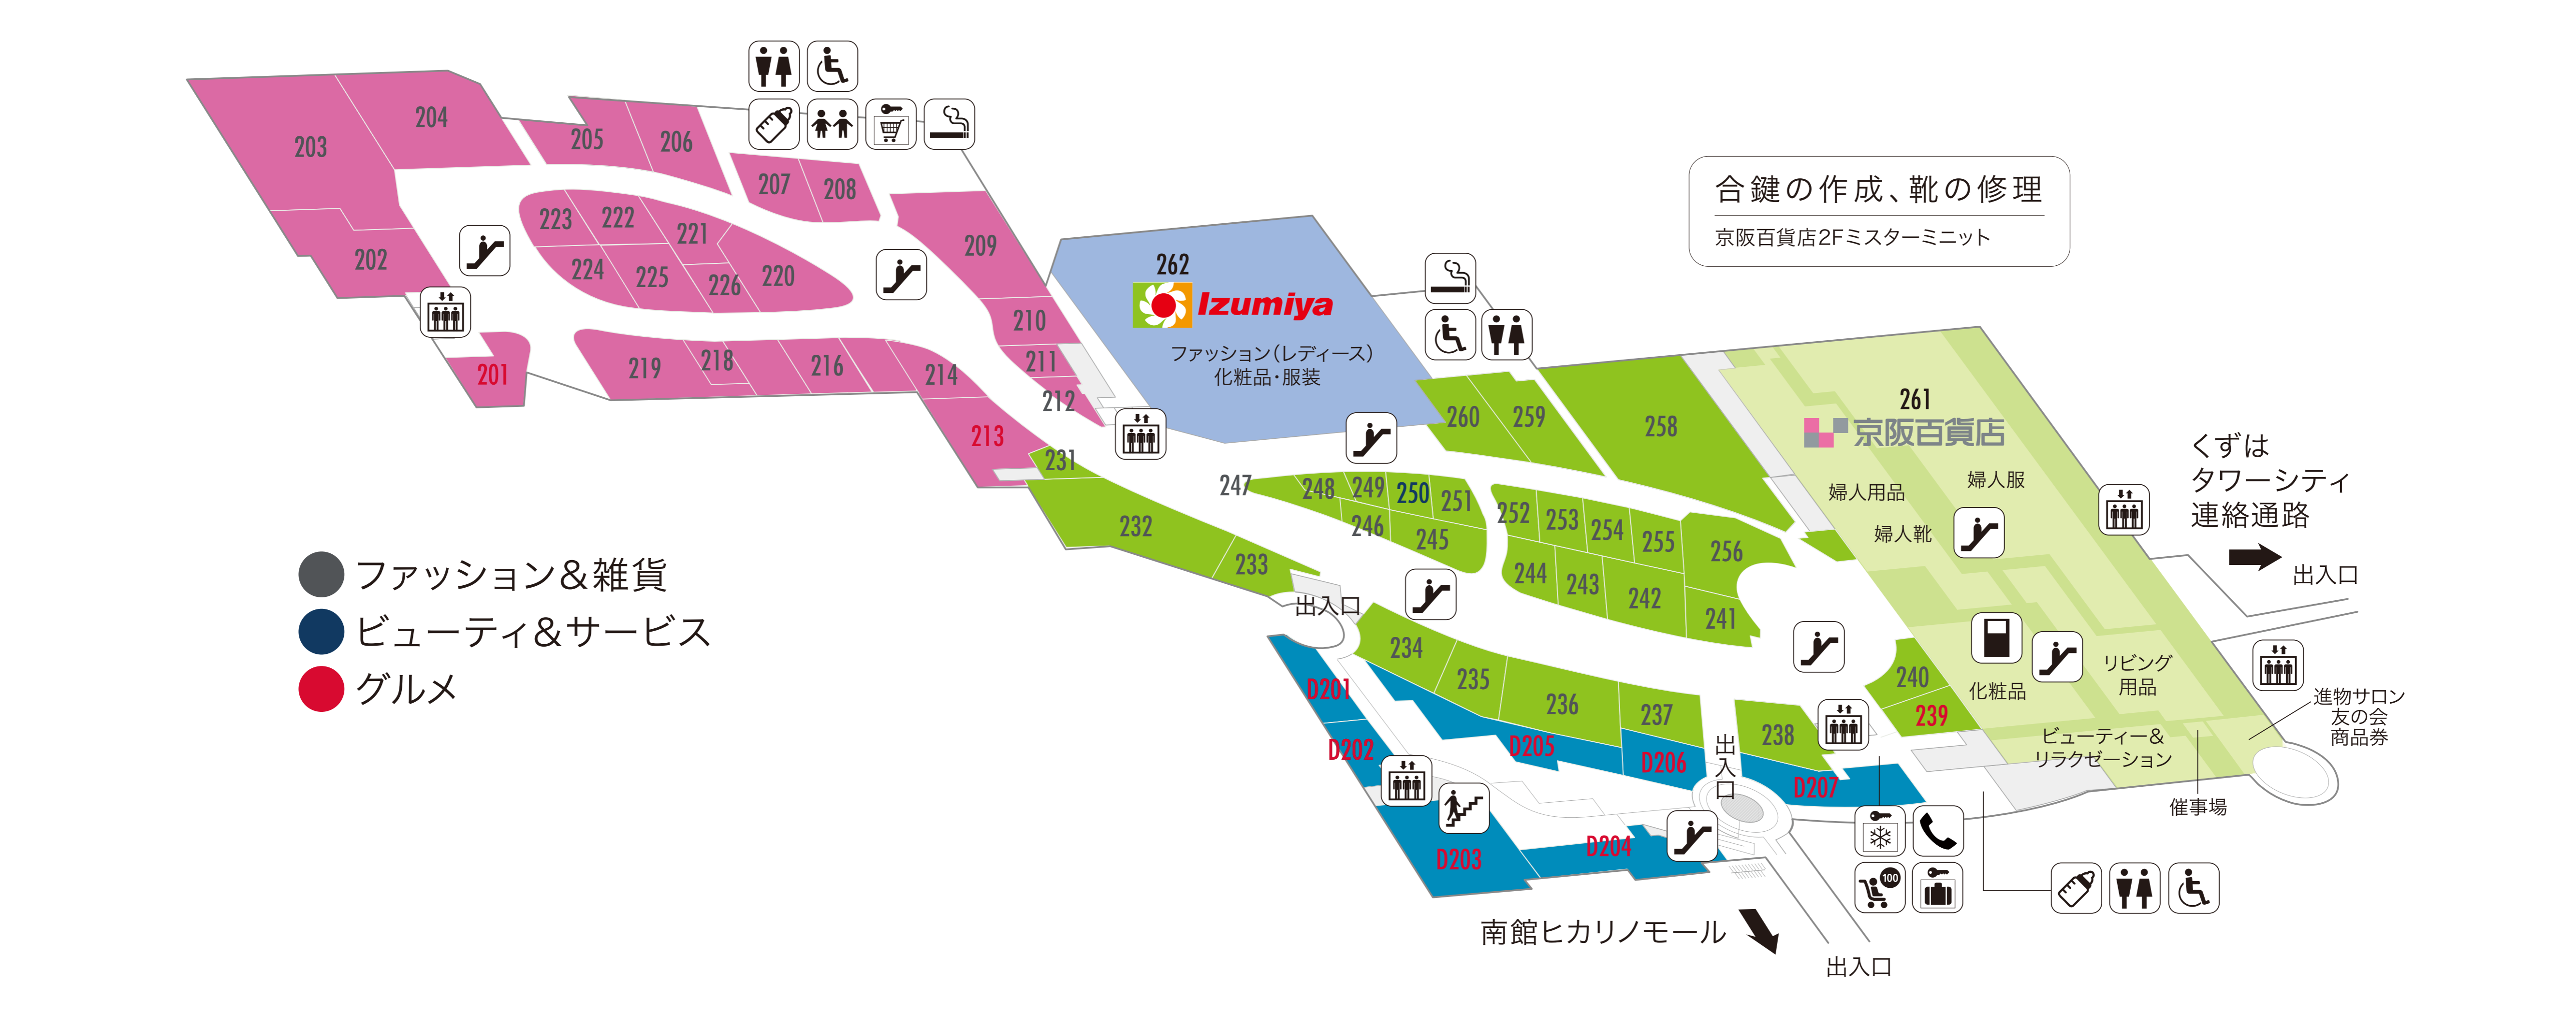 203
204
205
206
207
208
209
202
223
222
221
224
225
226
220
201
219
218
216
214
210
211
212
213
262
Izumiya
ファッション（レディース）
化粧品・服装
合鍵の作成、靴の修理
京阪百貨店2Fミスターミニット
260
259
258
261
京阪百貨店
婦人用品
婦人服
婦人靴
化粧品
リビング
用品
ビューティー&
リラクゼーション
くずは
タワーシティ
連絡通路
出入口
進物サロン
友の会
商品券
催事場
231
232
233
出入口
247
248
249
250
251
246
245
252
253
254
255
256
244
243
242
241
234
235
236
237
238
240
239
出入口
D201
D202
D203
D204
D205
D206
D207
100
ファッション&雑貨
ビューティ&サービス
グルメ
南館ヒカリノモール
出入口